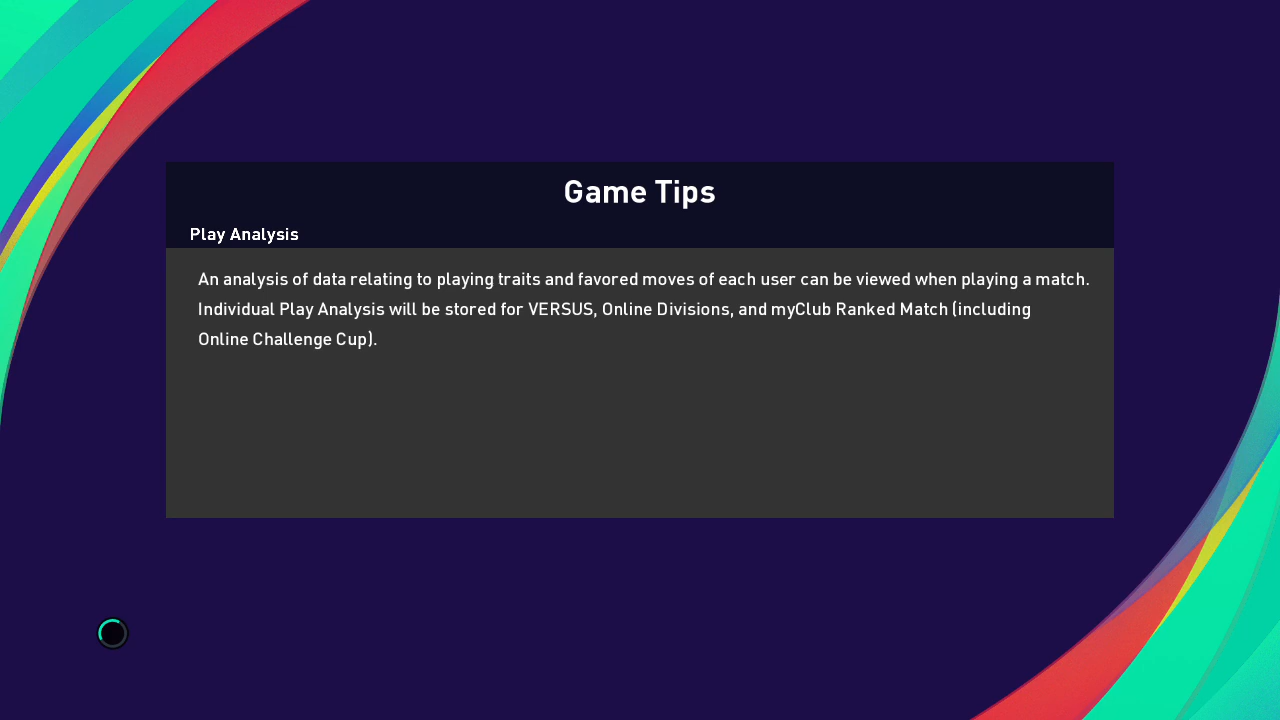 Game Tips
Play Analysis
An analysis of data relating to playing traits and favored moves of each user can be viewed when playing a match.
Individual Play Analysis will be stored for VERSUS, Online Divisions, and myClub Ranked Match (including
Online Challenge Cup).